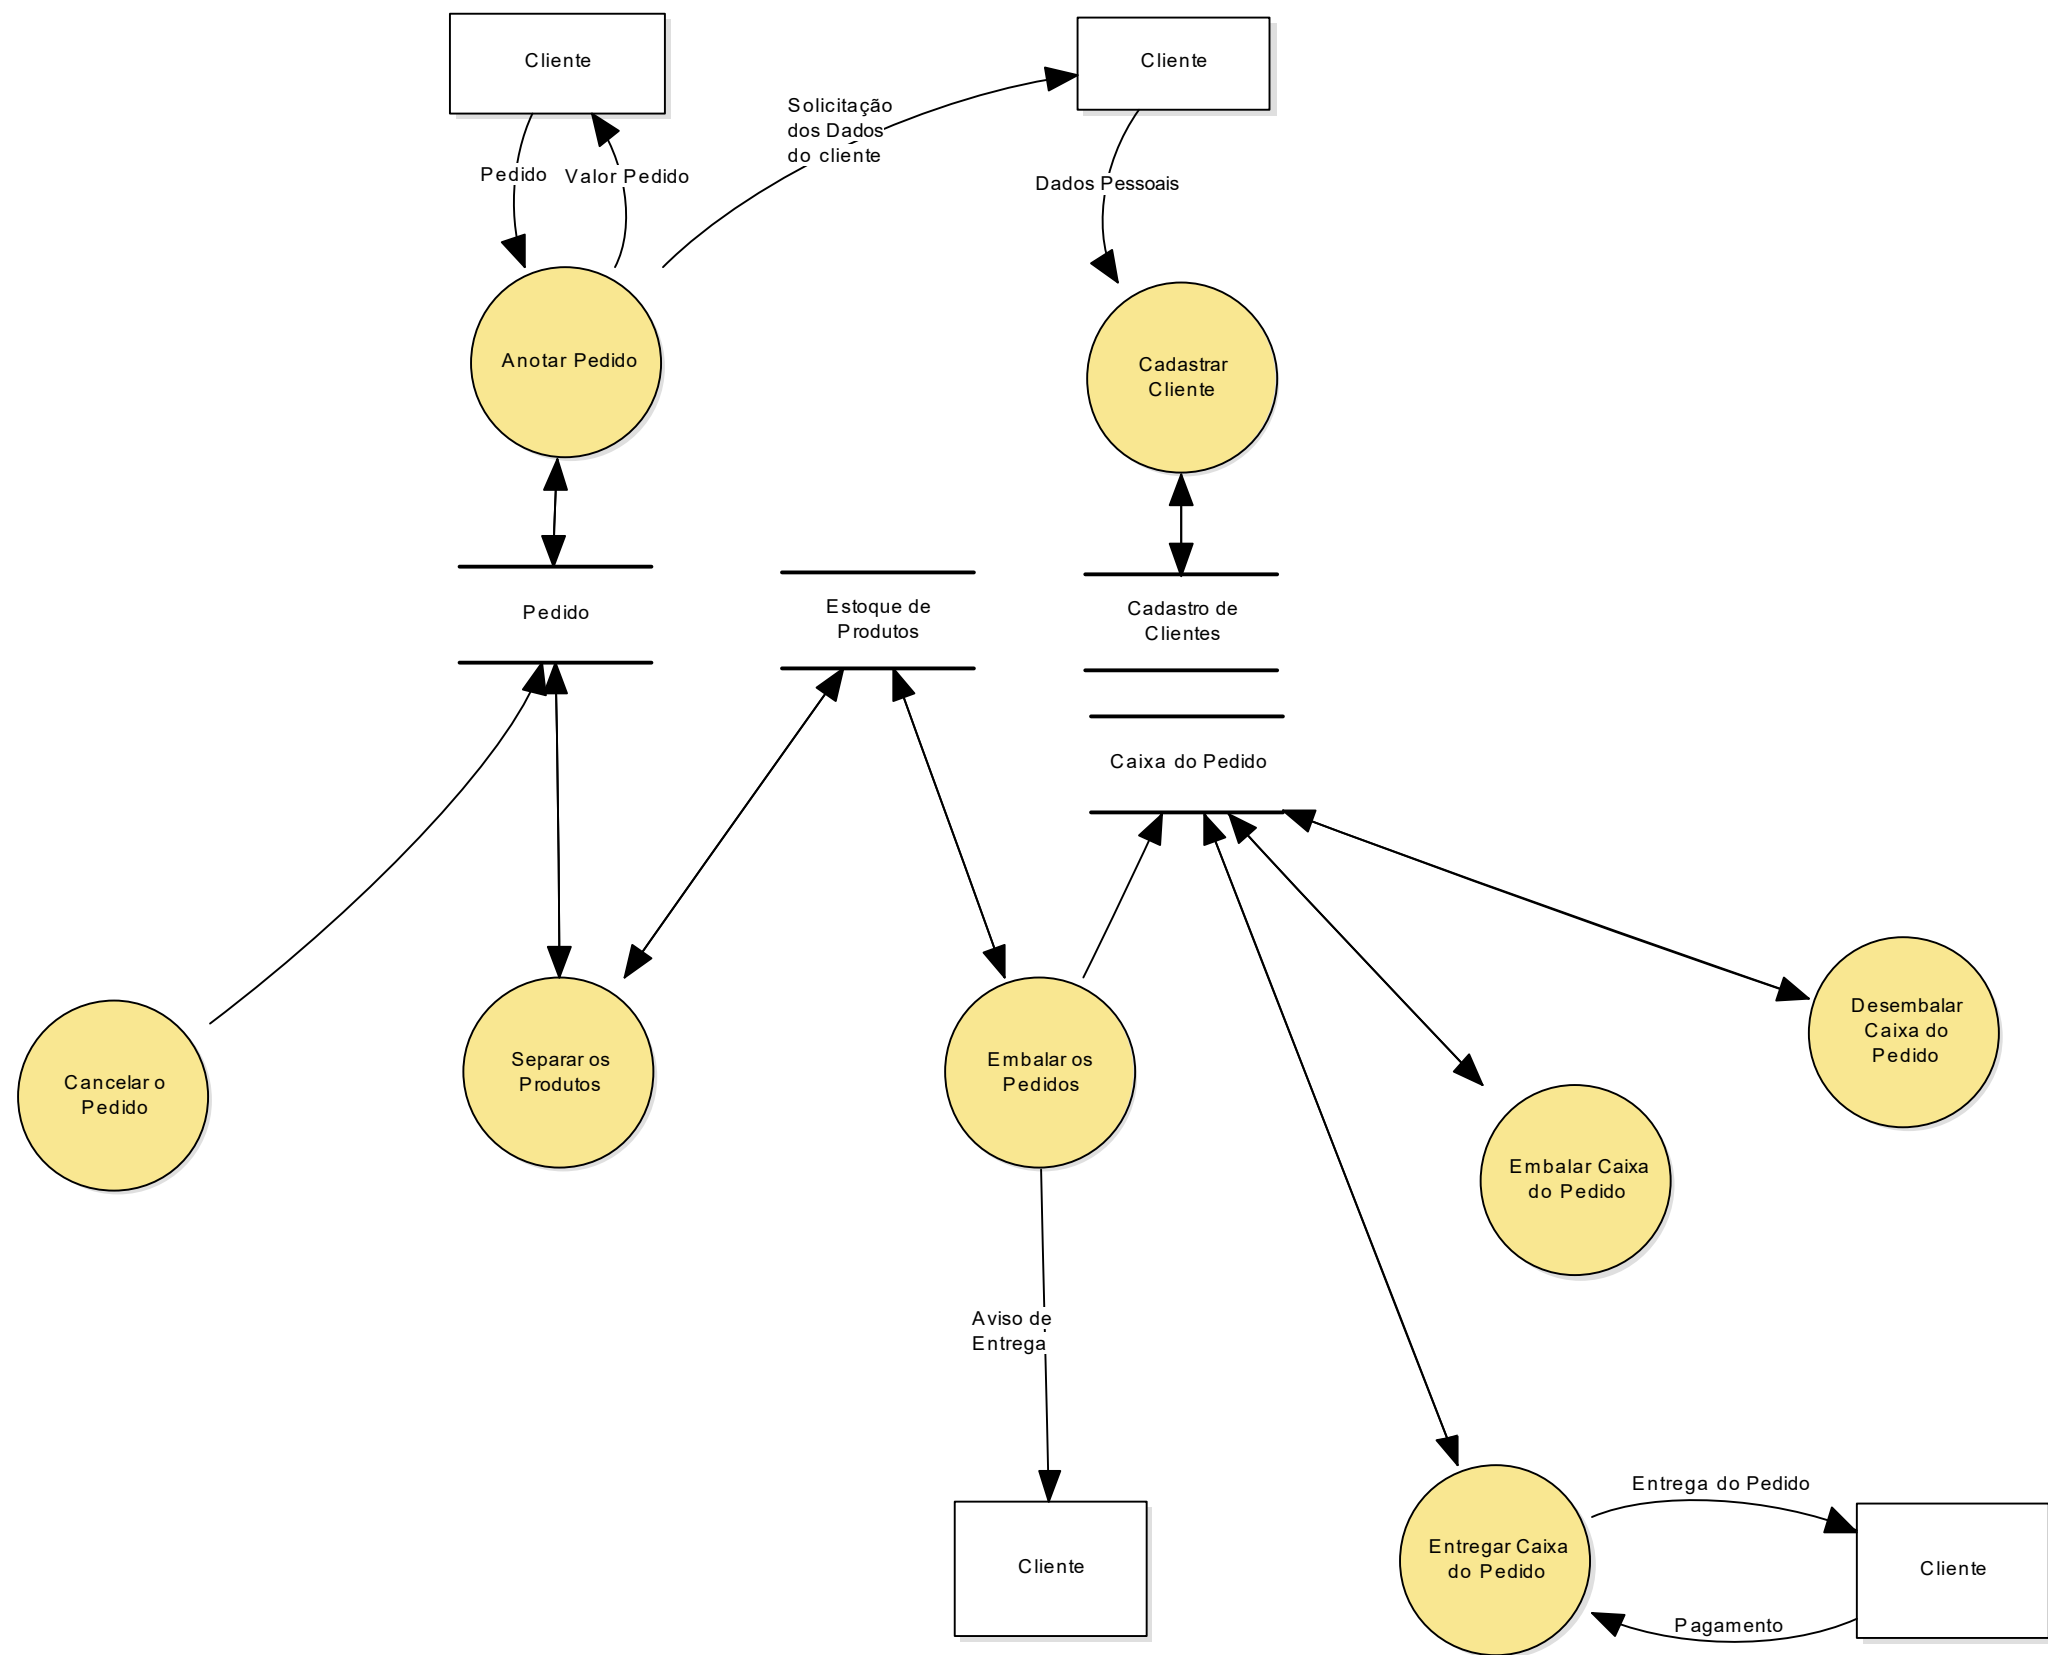 Cliente
Cliente
Solicitação
dos Dados
do cliente
Pedido
Valor Pedido
Dados Pessoais
Anotar Pedido
Cadastrar
Cliente
Pedido
Estoque de
Produtos
Cadastro de
Clientes
Caixa do Pedido
Cancelar o
Pedido
Separar os
Produtos
Embalar os
Pedidos
Desembalar
Caixa do
Pedido
Embalar Caixa
do Pedido
Aviso de
Entrega
Cliente
Entregar Caixa
do Pedido
Entrega do Pedido
Cliente
Pagamento